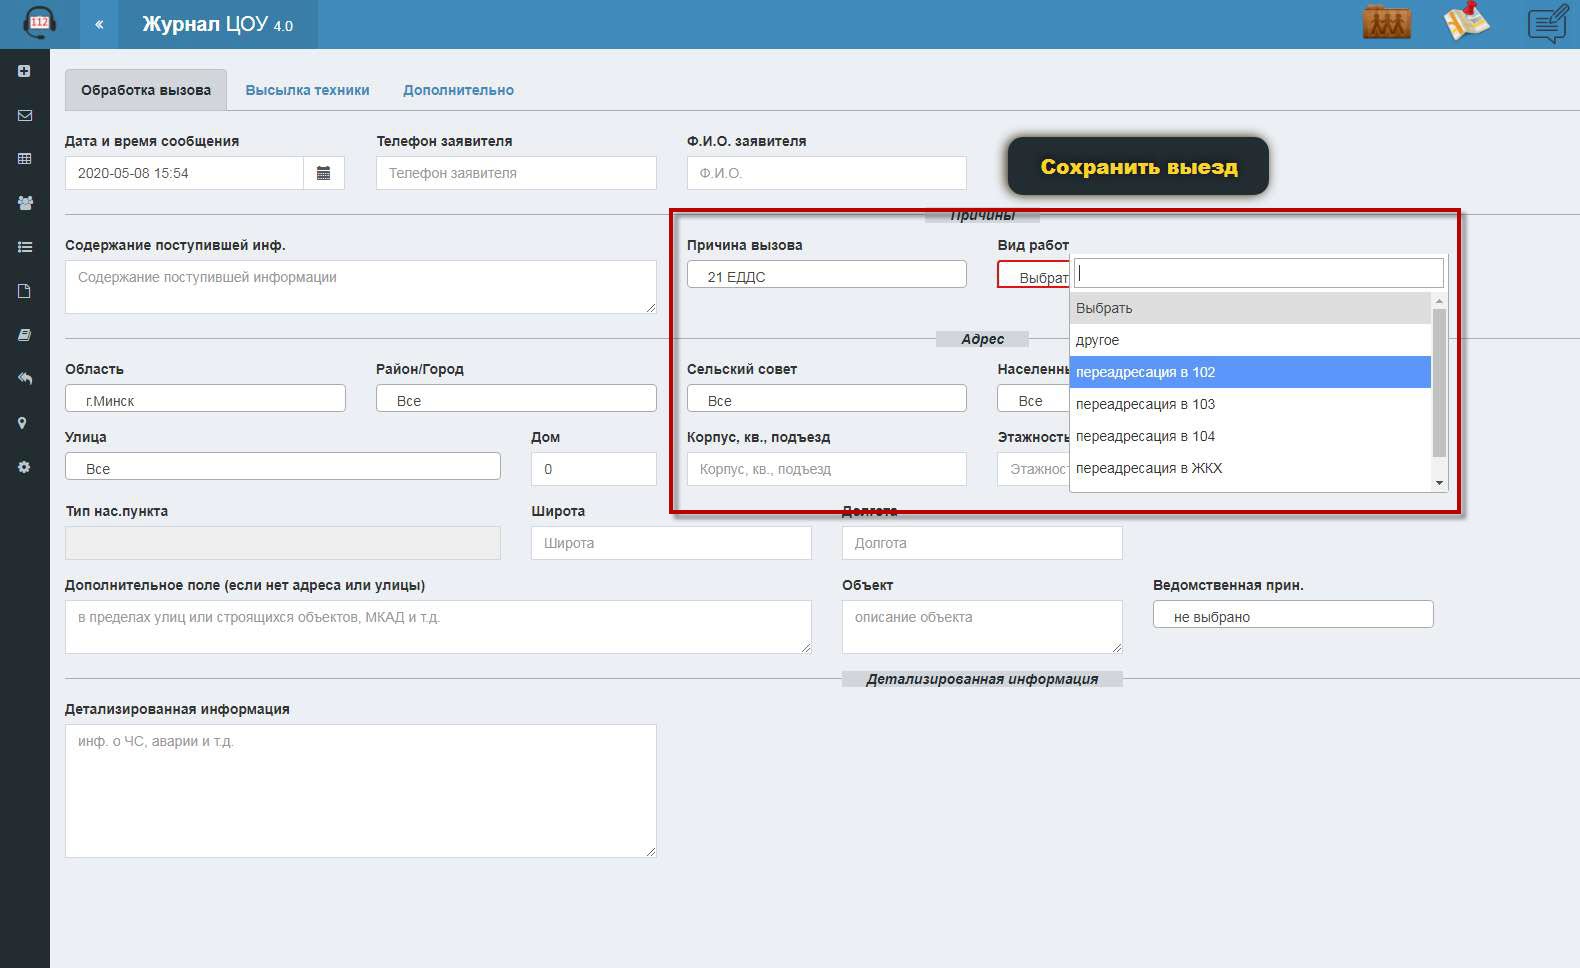 112
«
Журнал ЦОУ 4.0
Обработка вызова
Высылка техники
Дополнительно
Дата и время сообщения
Телефон заявителя
Ф.И.О. заявителя
2020-05-08 15:54
Телефон заявителя
Ф.И.О.
Сохранить выезд
Причины
Содержание поступившей инф.
Причина вызова
Вид работ
Содержание поступившей информации
21 ЕДДС
Выбрат
Выбрать
другое
переадресация в 102
переадресация в 103
переадресация в 104
переадресация в ЖКХ
Адрес
Область
Район/Город
Сельский совет
Населенны
г.Минск
Все
Все
Все
Улица
Дом
Корпус, кв., подъезд
Этажность
Все
0
Корпус, кв., подъезд
Этажнос
Тип нас.пункта
Широта
Долгота
Широта
Долгота
Дополнительное поле (если нет адреса или улицы)
Объект
Ведомственная прин.
в пределах улиц или строящихся объектов, МКАД и т.д.
описание объекта
не выбрано
Детализированная информация
Детализированная информация
инф. о ЧС, аварии и т.д.